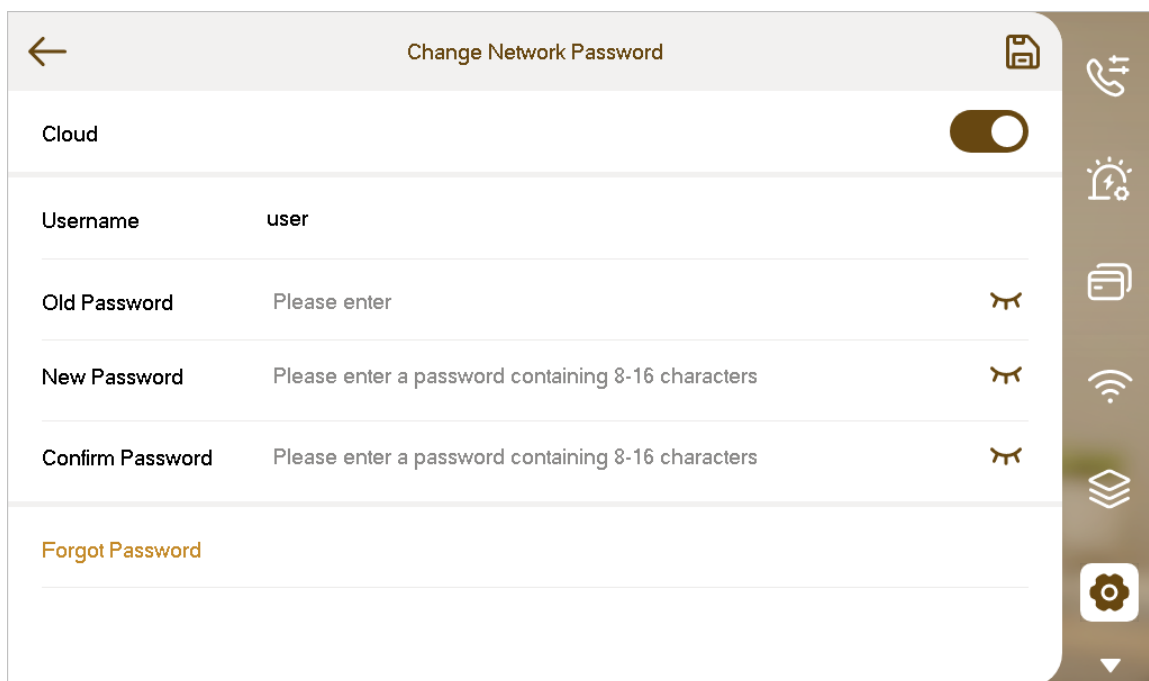 Change Network Password
Cloud
Username user
Old Password Please enter
New Password Please enter a password containing 8-16 characters
Confirm Password Please enter a password containing 8-16 characters
Forgot Password